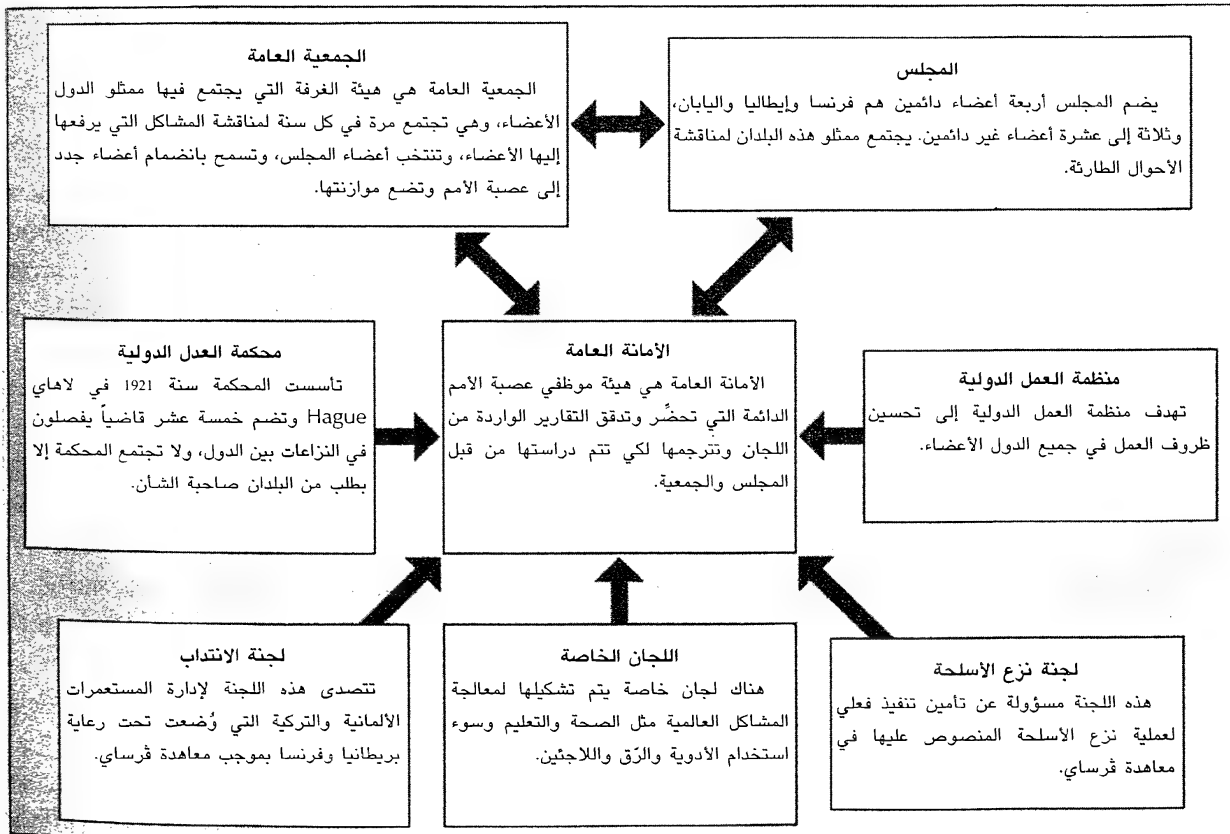 المجلس
يضم المجلس أربعة أعضاء دائمين هم فرنسا وإيطاليا واليابان،
وثلاثة إلى عشرة أعضاء غير دائمين. يجتمع ممثلو هذه البلدان لمناقشة
الأحوال الطارئة.
الجمعية العامة
الجمعية العامة هي هيئة الغرفة التي يجتمع فيها ممثلو الدول
الأعضاء، وهي تجتمع مرة في كل سنة لمناقشة المشاكل التي يرفعها
إليها الأعضاء، وتنتخب أعضاء المجلس، وتسمح بانضمام أعضاء جدد
إلى عصبة الأمم وتضع موازنتها.
منظمة العمل الدولية
تهدف منظمة العمل الدولية إلى تحسين
ظروف العمل في جميع الدول الأعضاء.
الأمانة العامة
الأمانة العامة هي هيئة موظفي عصبة الأمم
الدائمة التي تحضِّر وتدقق التقارير الواردة من
اللجان وتترجمها لكي تتم دراستها من قبل
المجلس والجمعية.
محكمة العدل الدولية
تأسست المحكمة سنة 1921 في لاهاي
Hague وتضم خمسة عشر قاضياً يفصلون
في النزاعات بين الدول، ولا تجتمع المحكمة إلا
بطلب من البلدان صاحبة الشأن.
لجنة نزع الأسلحة
هذه اللجنة مسؤولة عن تأمين تنفيذ فعلي
لعملية نزع الأسلحة المنصوص عليها في
معاهدة ڤرساي.
اللجان الخاصة
هناك لجان خاصة يتم تشكيلها لمعالجة
المشاكل العالمية مثل الصحة والتعليم وسوء
استخدام الأدوية والرّق واللاجئين.
لجنة الانتداب
تتصدى هذه اللجنة لإدارة المستعمرات
الألمانية والتركية التي وُضعت تحت رعاية
بريطانيا وفرنسا بموجب معاهدة ڤرساي.